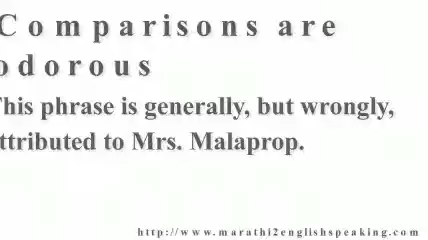 Comparisons are
odorous
This phrase is generally, but wrongly,
attributed to Mrs. Malaprop.
http://www.marathi2englishspeaking.com